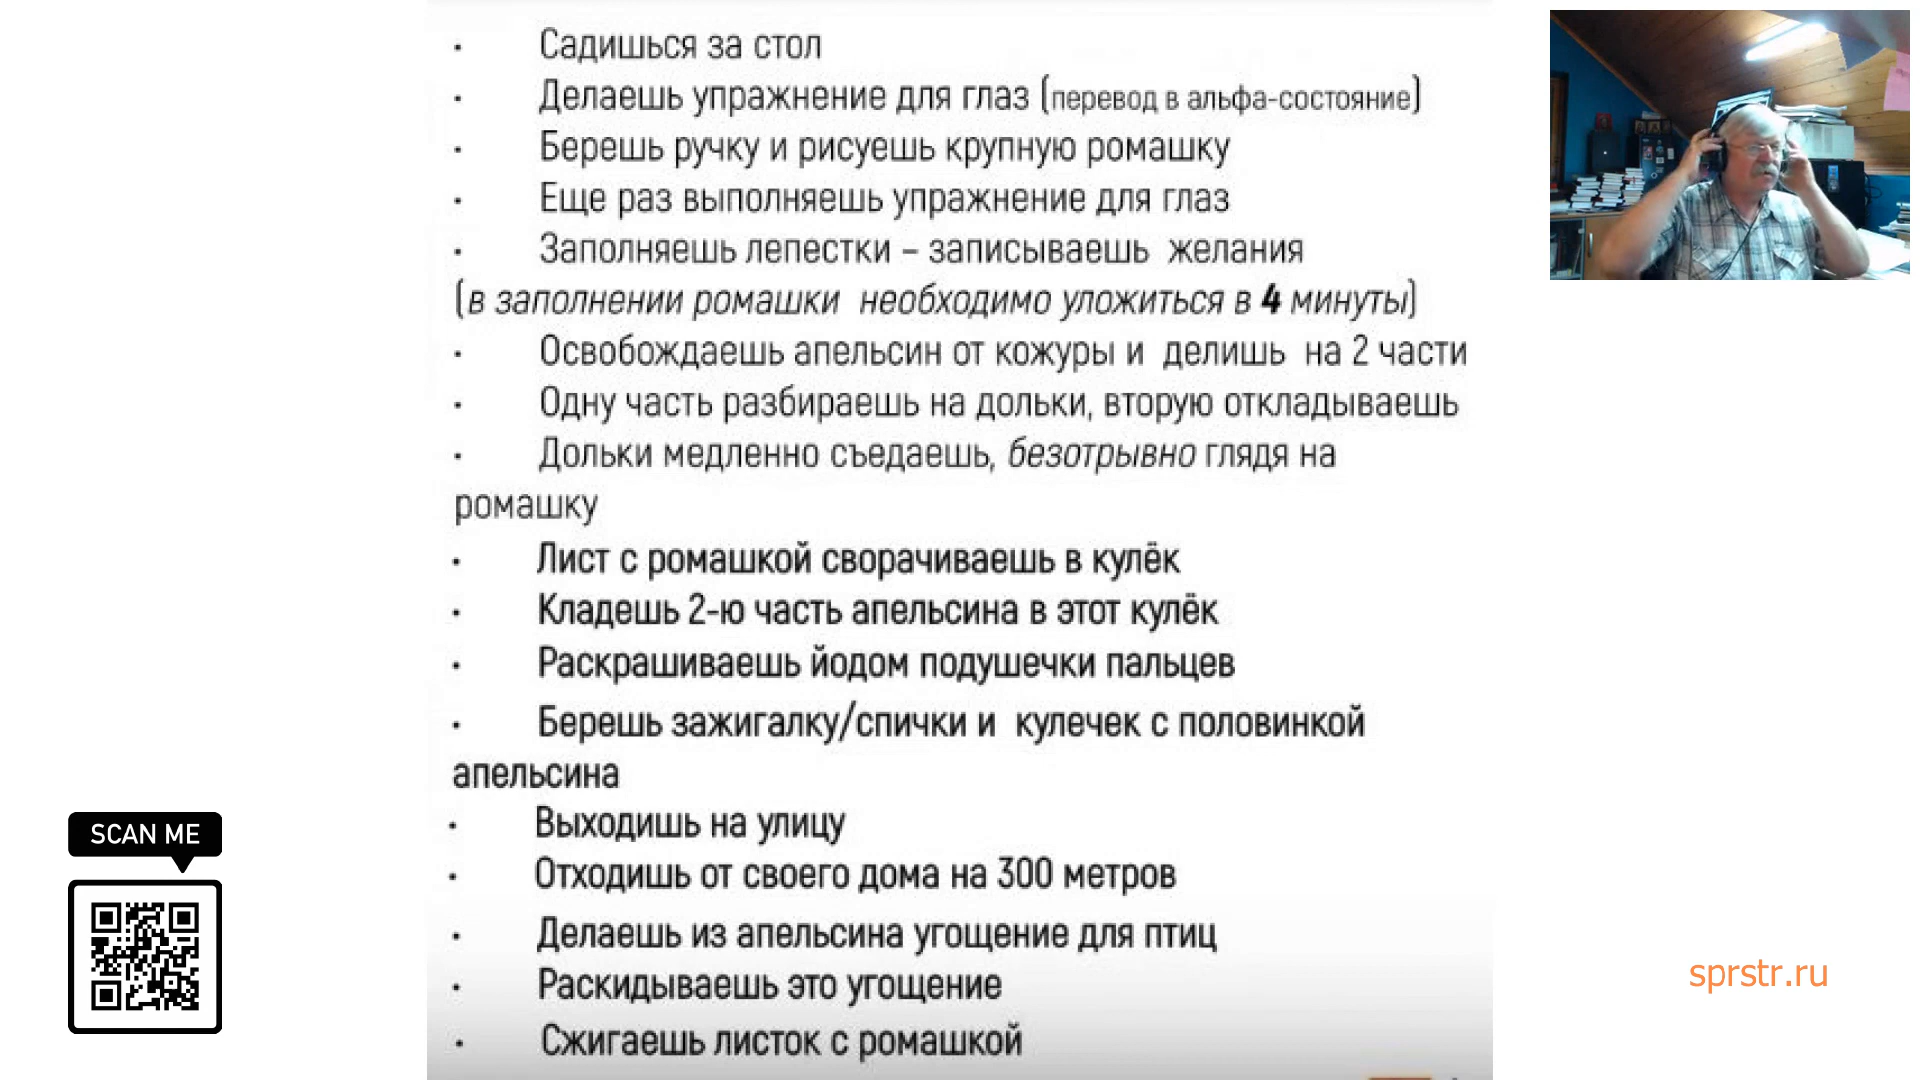 • Садишься за стол
• Делаешь упражнение для глаз (перевод в альфа-состояние)
• Берешь ручку и рисуешь крупную ромашку
• Еще раз выполняешь упражнение для глаз
• Заполняешь лепестки – записываешь желания
(в заполнении ромашки необходимо уложиться в 4 минуты)
• Освобождаешь апельсин от кожуры и делишь на 2 части
• Одну часть разбираешь на дольки, вторую откладываешь
• Дольки медленно съедаешь, безотрывно глядя на
ромашку
• Лист с ромашкой сворачиваешь в кулёк
• Кладешь 2-ю часть апельсина в этот кулёк
• Раскрашиваешь йодом подушечки пальцев
• Берешь зажигалку/спички и кулечек с половинкой
апельсина
• Выходишь на улицу
• Отходишь от своего дома на 300 метров
• Делаешь из апельсина угощение для птиц
• Раскидываешь это угощение
• Сжигаешь листок с ромашкой
SCAN ME
sprstr.ru